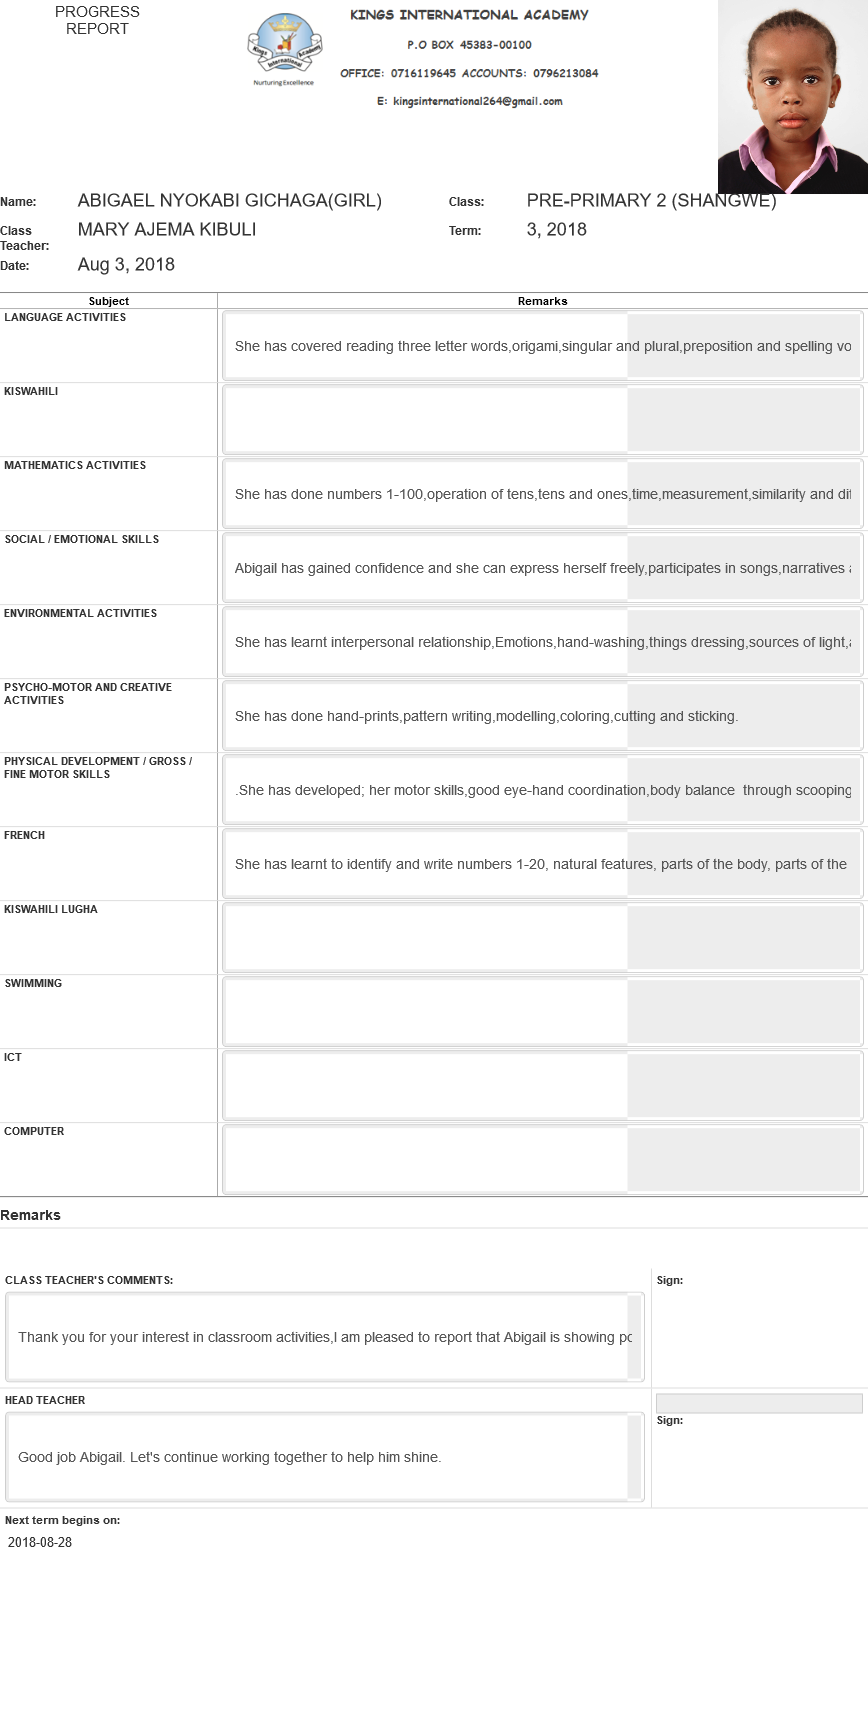 PROGRESS
REPORT
KINGS INTERNATIONAL ACADEMY
P.O BOX 45383-00100
OFFICE: 0716119645 ACCOUNTS: 0796213084
E: kingsinternational264@gmail.com
Kings International Academy
Nurturing Excellence
Name: ABIGAEL NYOKABI GICHAGA(GIRL) Class: PRE-PRIMARY 2 (SHANGWE)
Class Teacher: MARY AJEMA KIBULI Term: 3, 2018
Date: Aug 3, 2018
Subject Remarks
LANGUAGE ACTIVITIES
She has covered reading three letter words,origami,singular and plural,preposition and spelling vo
KISWAHILI
MATHEMATICS ACTIVITIES
She has done numbers 1-100,operation of tens,tens and ones,time,measurement,similarity and dif
SOCIAL / EMOTIONAL SKILLS
Abigail has gained confidence and she can express herself freely,participates in songs,narratives
ENVIRONMENTAL ACTIVITIES
She has learnt interpersonal relationship,Emotions,hand-washing,things dressing,sources of light,
PSYCHO-MOTOR AND CREATIVE
ACTIVITIES
She has done hand-prints,pattern writing,modelling,coloring,cutting and sticking.
PHYSICAL DEVELOPMENT / GROSS /
FINE MOTOR SKILLS
.She has developed; her motor skills,good eye-hand coordination,body balance  through scooping
FRENCH
She has learnt to identify and write numbers 1-20, natural features, parts of the body, parts of the
KISWAHILI LUGHA
SWIMMING
ICT
COMPUTER
Remarks
CLASS TEACHER'S COMMENTS: Sign:
Thank you for your interest in classroom activities,I am pleased to report that Abigail is showing po
HEAD TEACHER
Sign:
Good job Abigail. Let's continue working together to help him shine.
Next term begins on:
2018-08-28